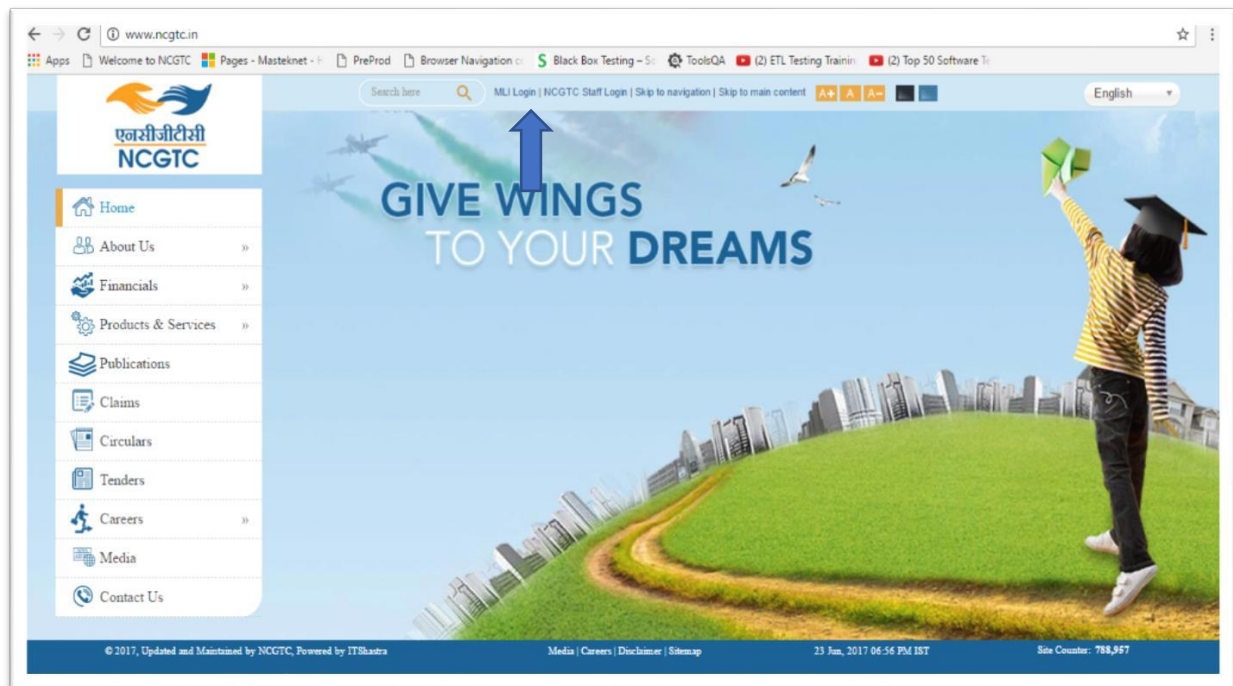 www.ncgtc.in
Apps Welcome to NCGTC Pages - Masteknet - H PreProd Browser Navigation c Black Box Testing – So ToolsQA (2) ETL Testing Trainin (2) Top 50 Software Te
Search here MLI Login | NCGTC Staff Login | Skip to navigation | Skip to main content A+ A A- English
एनसीजीटीसी
NCGTC
GIVE WINGS
TO YOUR DREAMS
Home
About Us »
Financials »
Products & Services »
Publications
Claims
Circulars
Tenders
Careers »
Media
Contact Us
© 2017, Updated and Maintained by NCGTC, Powered by ITShastra Media | Careers | Disclaimer | Sitemap 23 Jun, 2017 06:56 PM IST Site Counter: 788,957